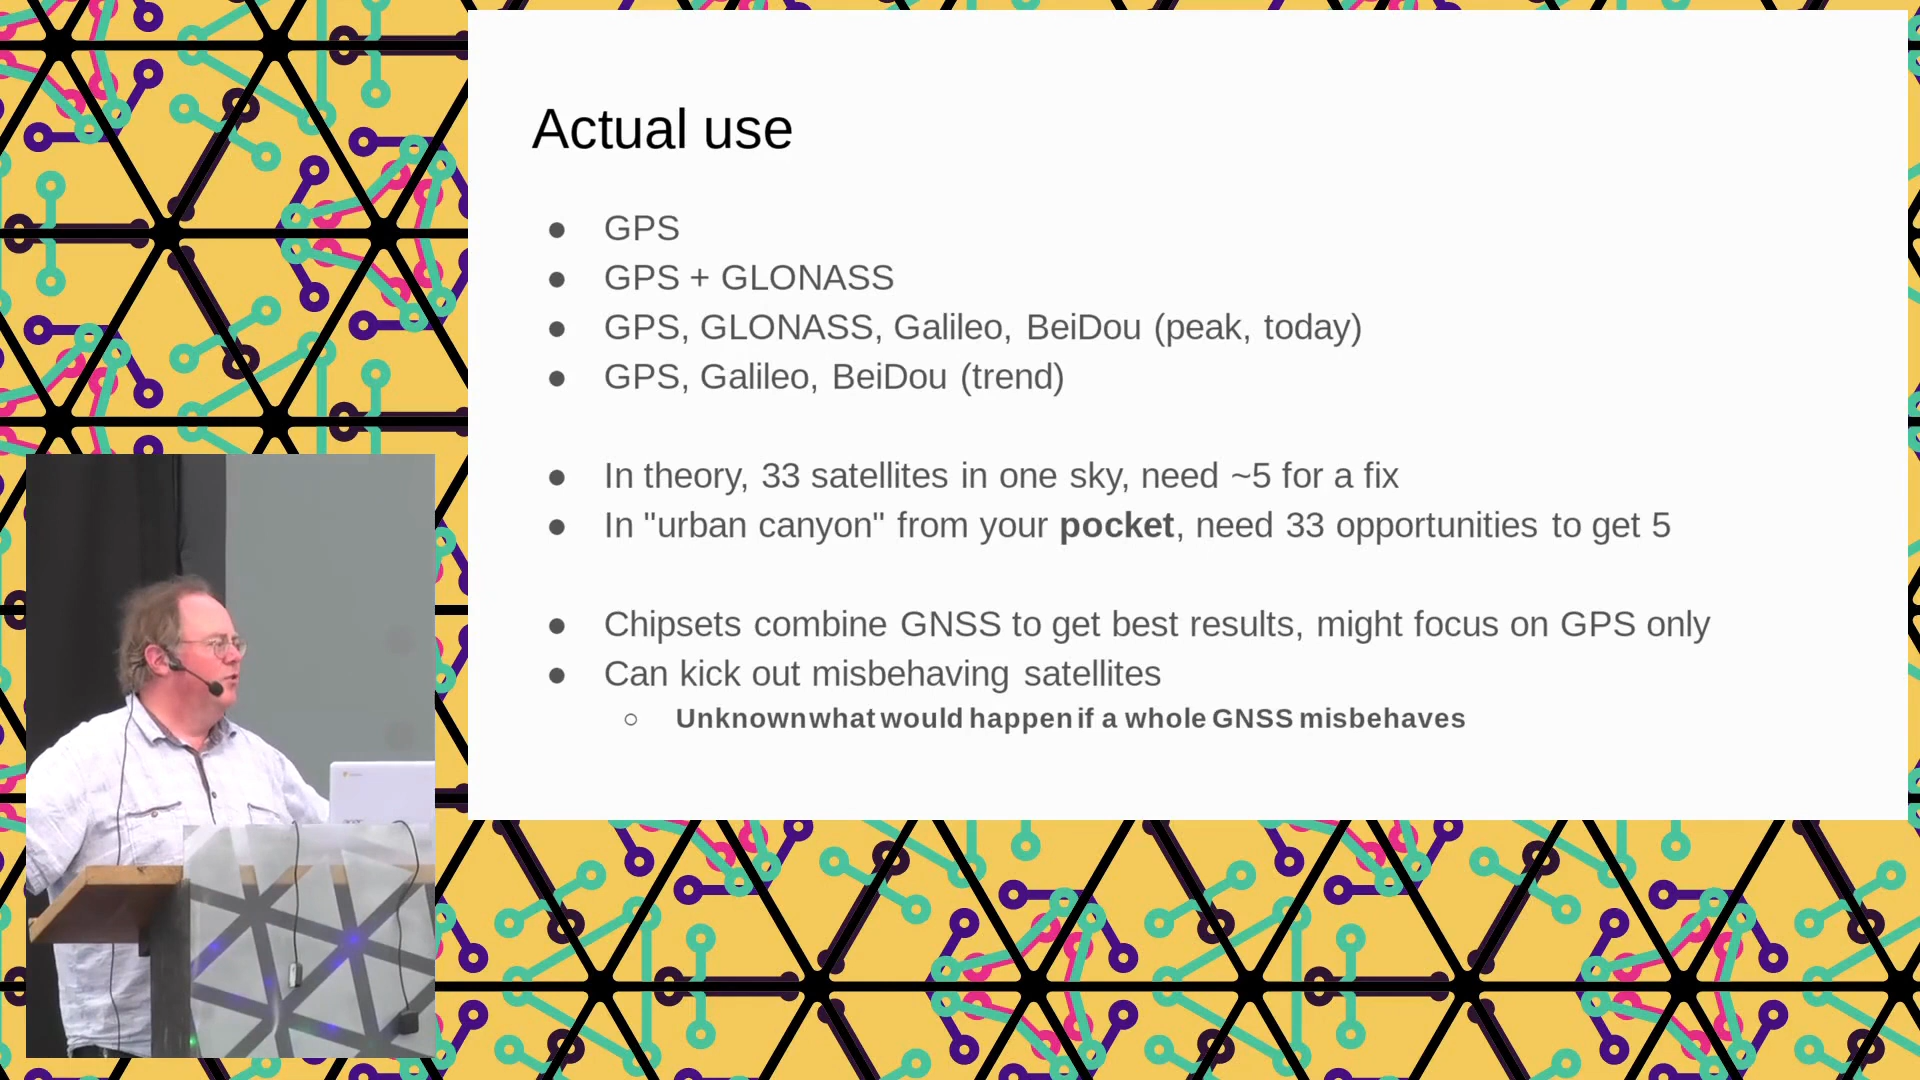 Actual use
● GPS
● GPS + GLONASS
● GPS, GLONASS, Galileo, BeiDou (peak, today)
● GPS, Galileo, BeiDou (trend)
● In theory, 33 satellites in one sky, need ~5 for a fix
● In "urban canyon" from your pocket, need 33 opportunities to get 5
● Chipsets combine GNSS to get best results, might focus on GPS only
● Can kick out misbehaving satellites
○ Unknown what would happen if a whole GNSS misbehaves